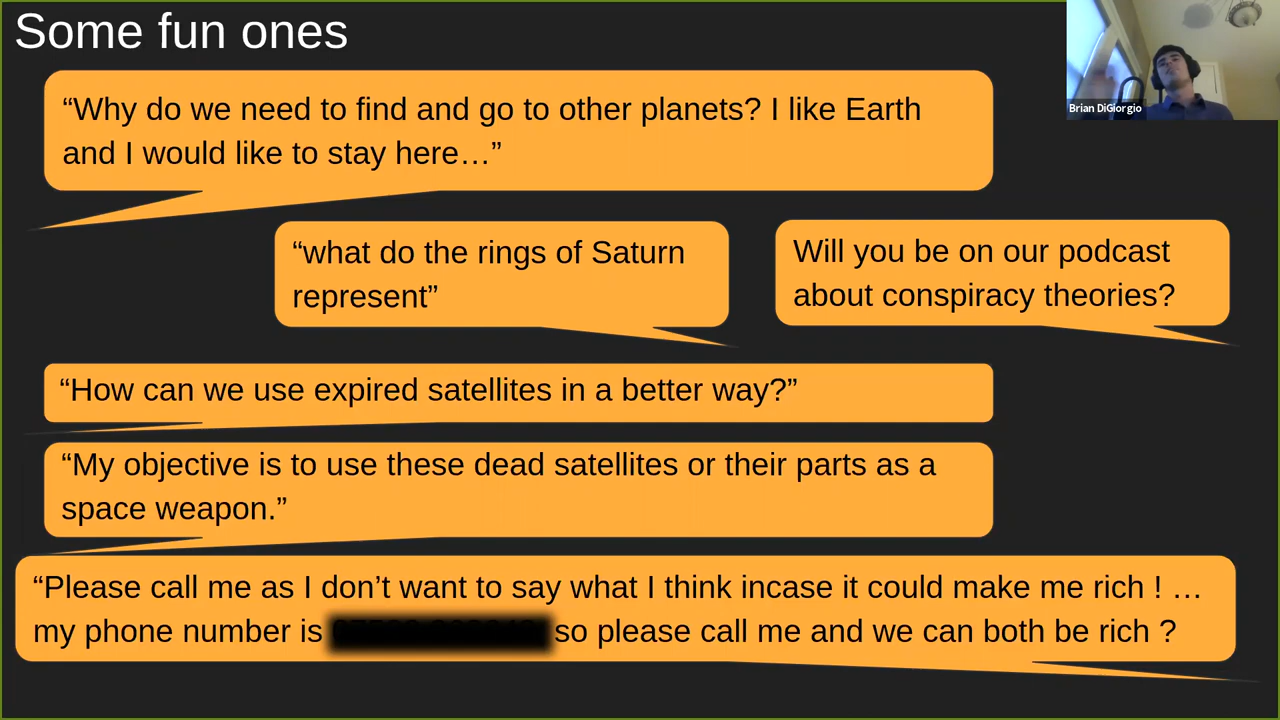 Some fun ones
Brian DiGiorgio
“Why do we need to find and go to other planets? I like Earth
and I would like to stay here…”
“what do the rings of Saturn
represent”
Will you be on our podcast
about conspiracy theories?
“How can we use expired satellites in a better way?”
“My objective is to use these dead satellites or their parts as a
space weapon.”
“Please call me as I don’t want to say what I think incase it could make me rich ! …
my phone number is so please call me and we can both be rich ?